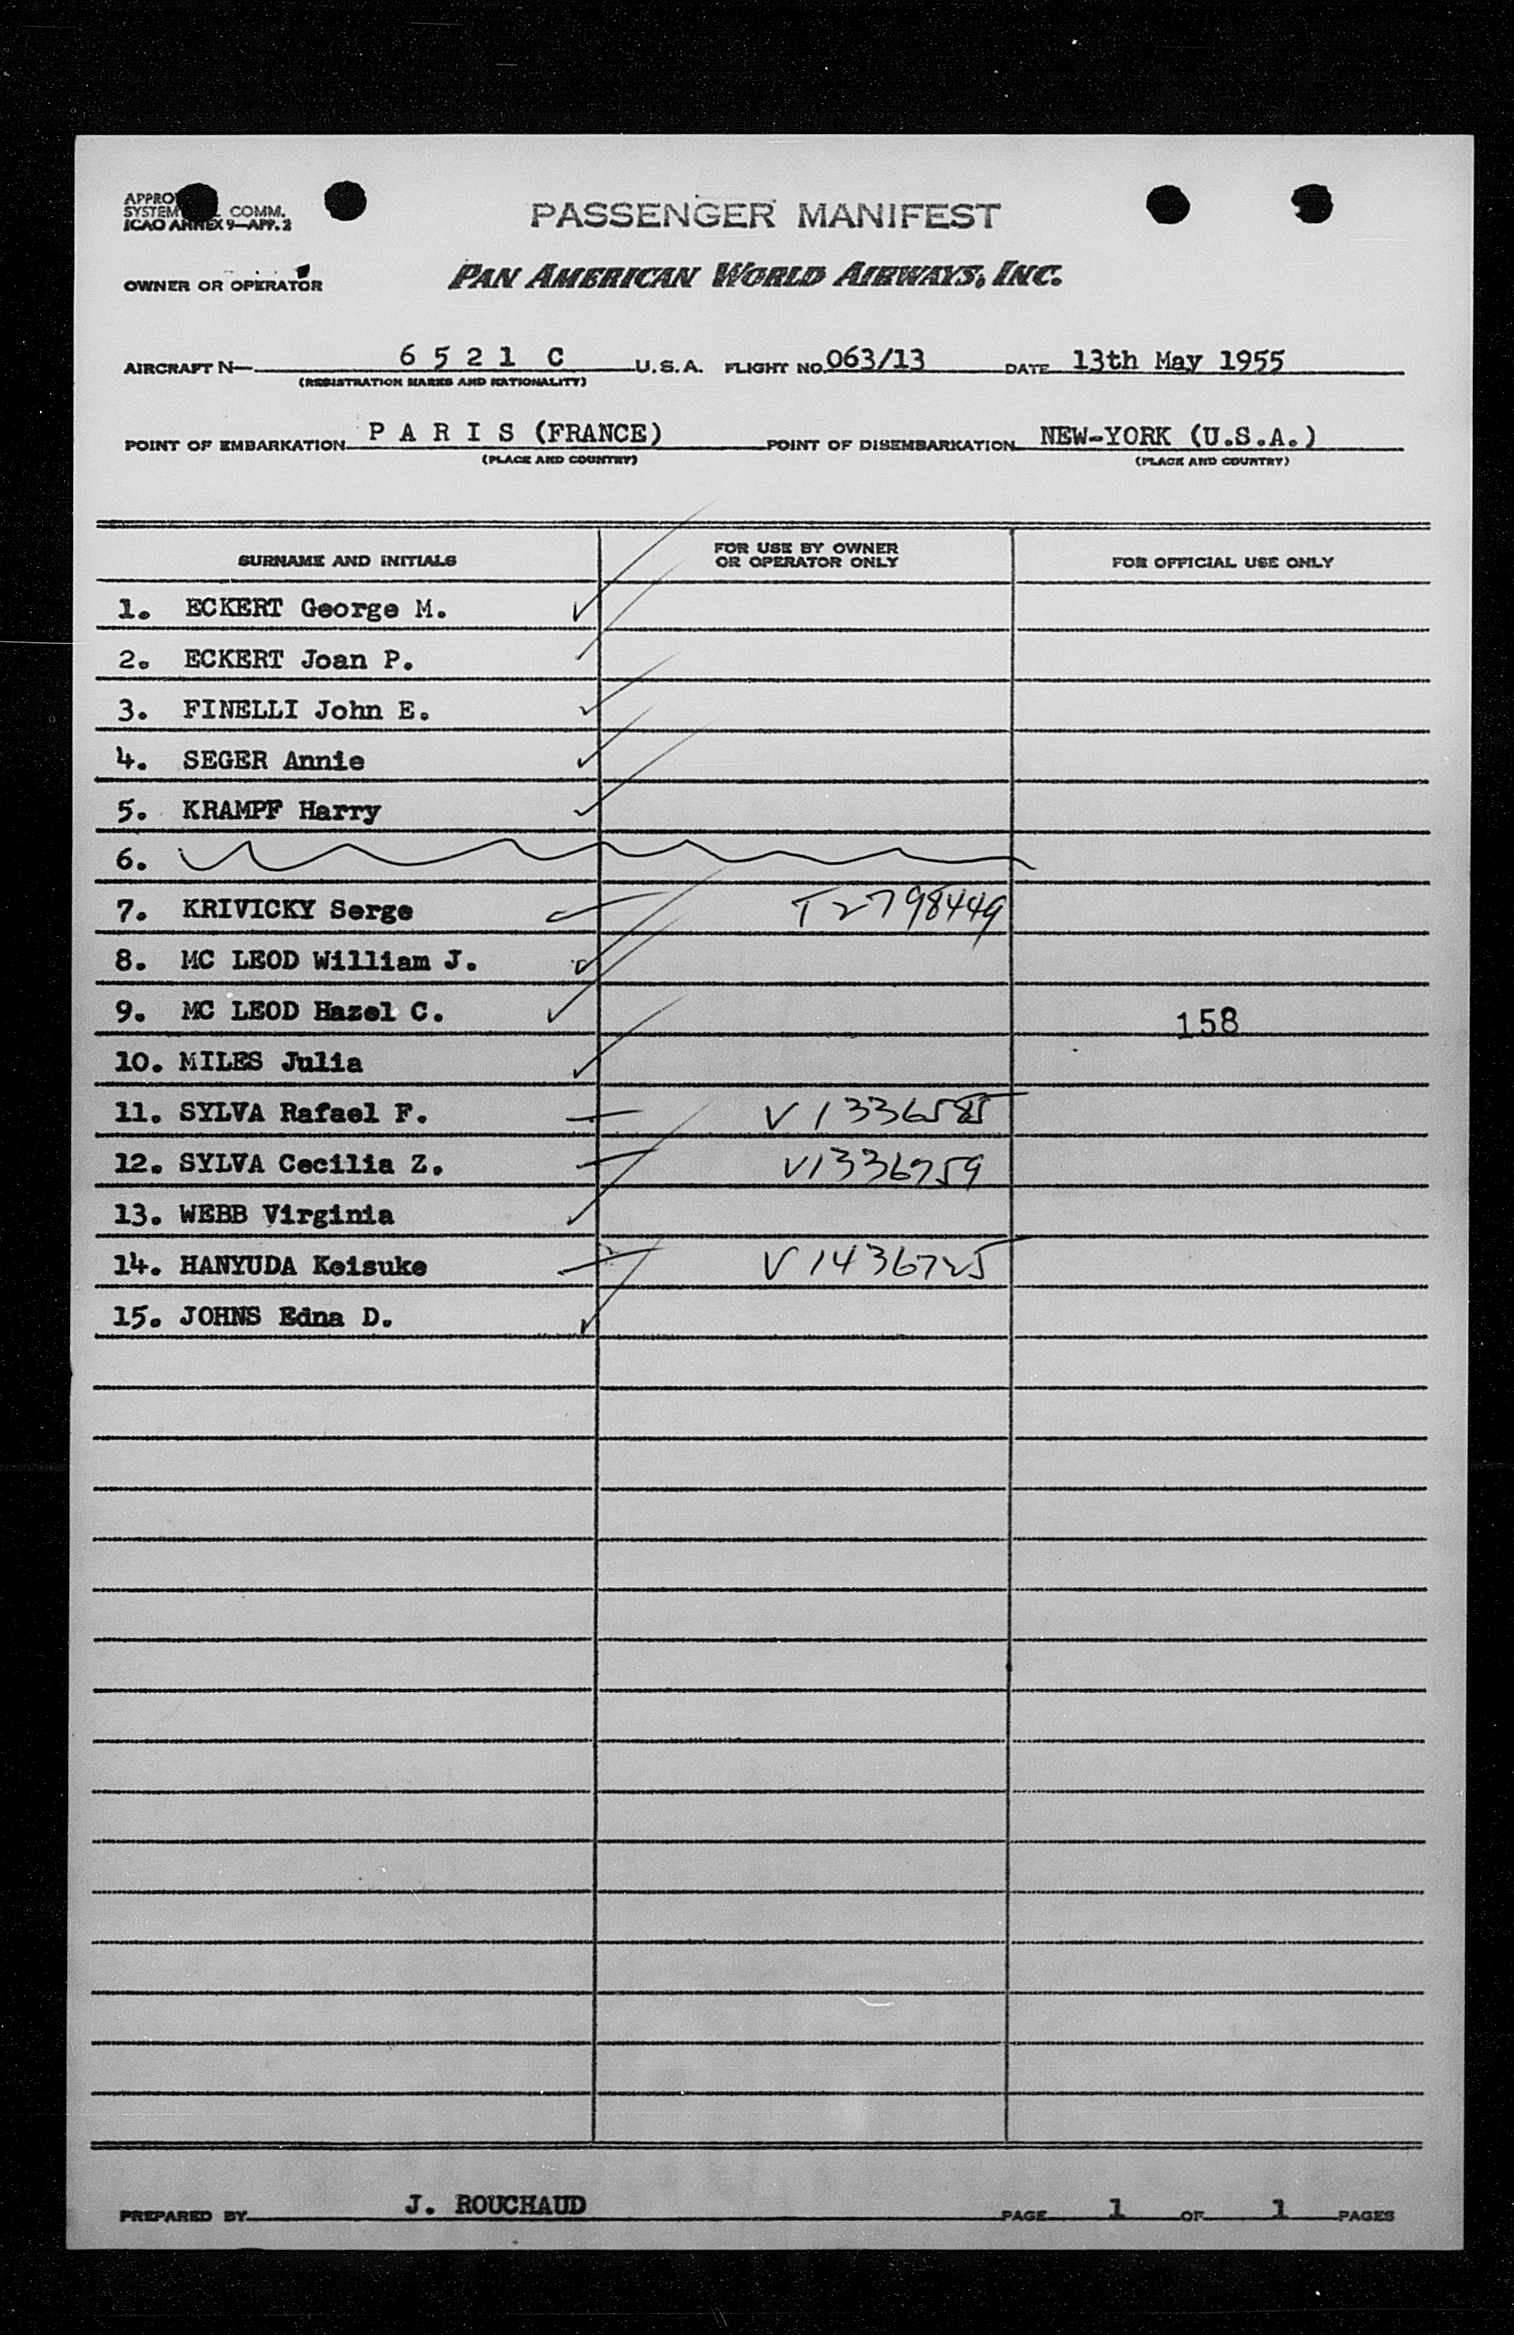 PASSENGER MANIFEST
COMM.
ICAO ANNEX 9—APP. 2
OWNER OR OPERATOR PAN AMERICAN WORLD AIRWAYS, INC.
AIRCRAFT N— 6 5 2 1 C U.S.A. FLIGHT NO. 063/13 DATE 13th May 1955
(REGISTRATION MARKS AND NATIONALITY)
POINT OF EMBARKATION P A R I S (FRANCE) POINT OF DISEMBARKATION NEW-YORK (U.S.A.)
(PLACE AND COUNTRY) (PLACE AND COUNTRY)
SURNAME AND INITIALS FOR USE BY OWNER OR OPERATOR ONLY FOR OFFICIAL USE ONLY
1. ECKERT George M.
2. ECKERT Joan P.
3. FINELLI John E.
4. SEGER Annie
5. KRAMPF Harry
6.
7. KRIVICKY Serge T2798449
8. MC LEOD William J.
9. MC LEOD Hazel C. 158
10. MILES Julia
11. SYLVA Rafael F. V1336585
12. SYLVA Cecilia Z. V1336759
13. WEBB Virginia
14. HANYUDA Keisuke V1436725
15. JOHNS Edna D.
PREPARED BY J. ROUCHAUD PAGE 1 OF 1 PAGES